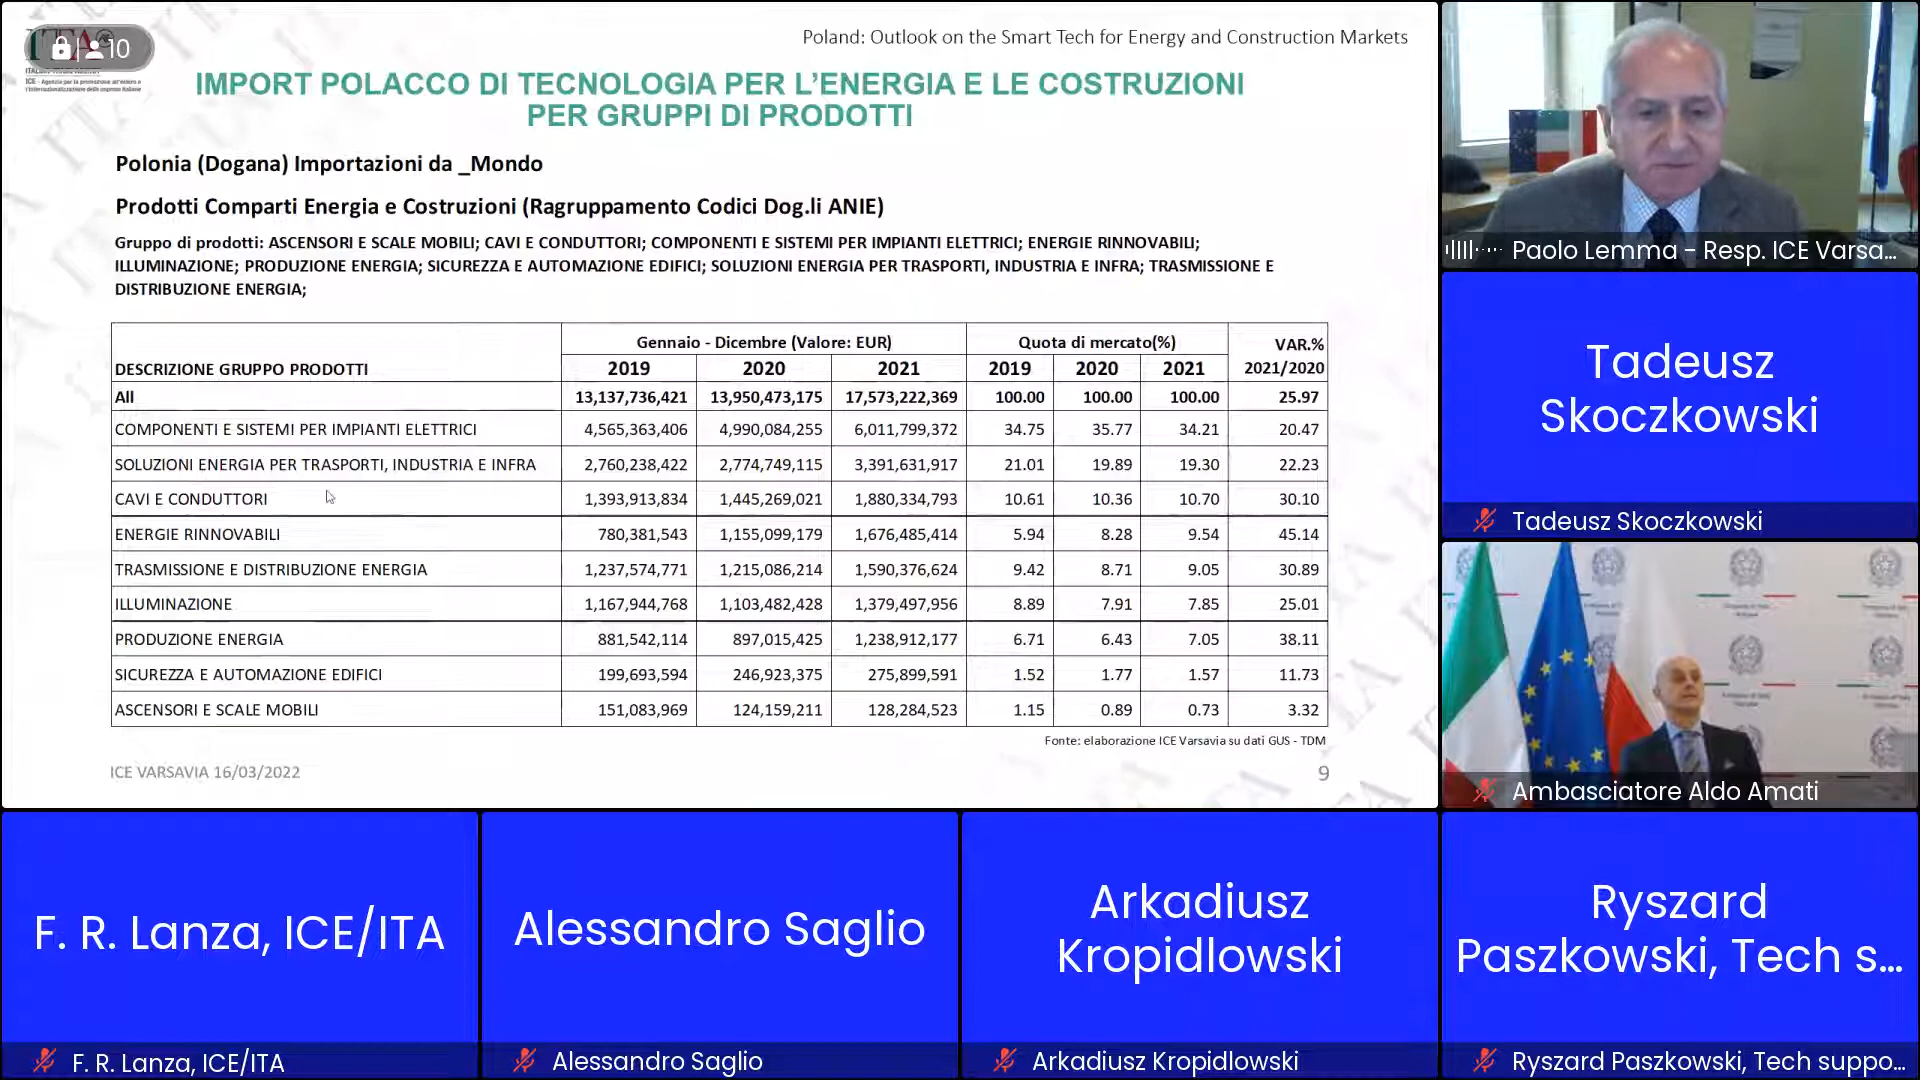 10
ICE - Agenzia per la promozione all'estero e
l'internazionalizzazione delle imprese italiane
Poland: Outlook on the Smart Tech for Energy and Construction Markets
IMPORT POLACCO DI TECNOLOGIA PER L'ENERGIA E LE COSTRUZIONI
PER GRUPPI DI PRODOTTI
Polonia (Dogana) Importazioni da _Mondo
Prodotti Comparti Energia e Costruzioni (Ragruppamento Codici Dog.li ANIE)
Gruppo di prodotti: ASCENSORI E SCALE MOBILI; CAVI E CONDUTTORI; COMPONENTI E SISTEMI PER IMPIANTI ELETTRICI; ENERGIE RINNOVABILI;
ILLUMINAZIONE; PRODUZIONE ENERGIA; SICUREZZA E AUTOMAZIONE EDIFICI; SOLUZIONI ENERGIA PER TRASPORTI, INDUSTRIA E INFRA; TRASMISSIONE E
DISTRIBUZIONE ENERGIA;
DESCRIZIONE GRUPPO PRODOTTI Gennaio - Dicembre (Valore: EUR) Quota di mercato(%) VAR.%
2019 2020 2021 2019 2020 2021 2021/2020
All 13,137,736,421 13,950,473,175 17,573,222,369 100.00 100.00 100.00 25.97
COMPONENTI E SISTEMI PER IMPIANTI ELETTRICI 4,565,363,406 4,990,084,255 6,011,799,372 34.75 35.77 34.21 20.47
SOLUZIONI ENERGIA PER TRASPORTI, INDUSTRIA E INFRA 2,760,238,422 2,774,749,115 3,391,631,917 21.01 19.89 19.30 22.23
CAVI E CONDUTTORI 1,393,913,834 1,445,269,021 1,880,334,793 10.61 10.36 10.70 30.10
ENERGIE RINNOVABILI 780,381,543 1,155,099,179 1,676,485,414 5.94 8.28 9.54 45.14
TRASMISSIONE E DISTRIBUZIONE ENERGIA 1,237,574,771 1,215,086,214 1,590,376,624 9.42 8.71 9.05 30.89
ILLUMINAZIONE 1,167,944,768 1,103,482,428 1,379,497,956 8.89 7.91 7.85 25.01
PRODUZIONE ENERGIA 881,542,114 897,015,425 1,238,912,177 6.71 6.43 7.05 38.11
SICUREZZA E AUTOMAZIONE EDIFICI 199,693,594 246,923,375 275,899,591 1.52 1.77 1.57 11.73
ASCENSORI E SCALE MOBILI 151,083,969 124,159,211 128,284,523 1.15 0.89 0.73 3.32
Fonte: elaborazione ICE Varsavia su dati GUS - TDM
ICE VARSAVIA 16/03/2022
9
Paolo Lemma - Resp. ICE Varsa...
Tadeusz
Skoczkowski
Tadeusz Skoczkowski
Ambasciatore Aldo Amati
F. R. Lanza, ICE/ITA
F. R. Lanza, ICE/ITA
Alessandro Saglio
Alessandro Saglio
Arkadiusz
Kropidlowski
Arkadiusz Kropidlowski
Ryszard
Paszkowski, Tech s...
Ryszard Paszkowski, Tech suppo...